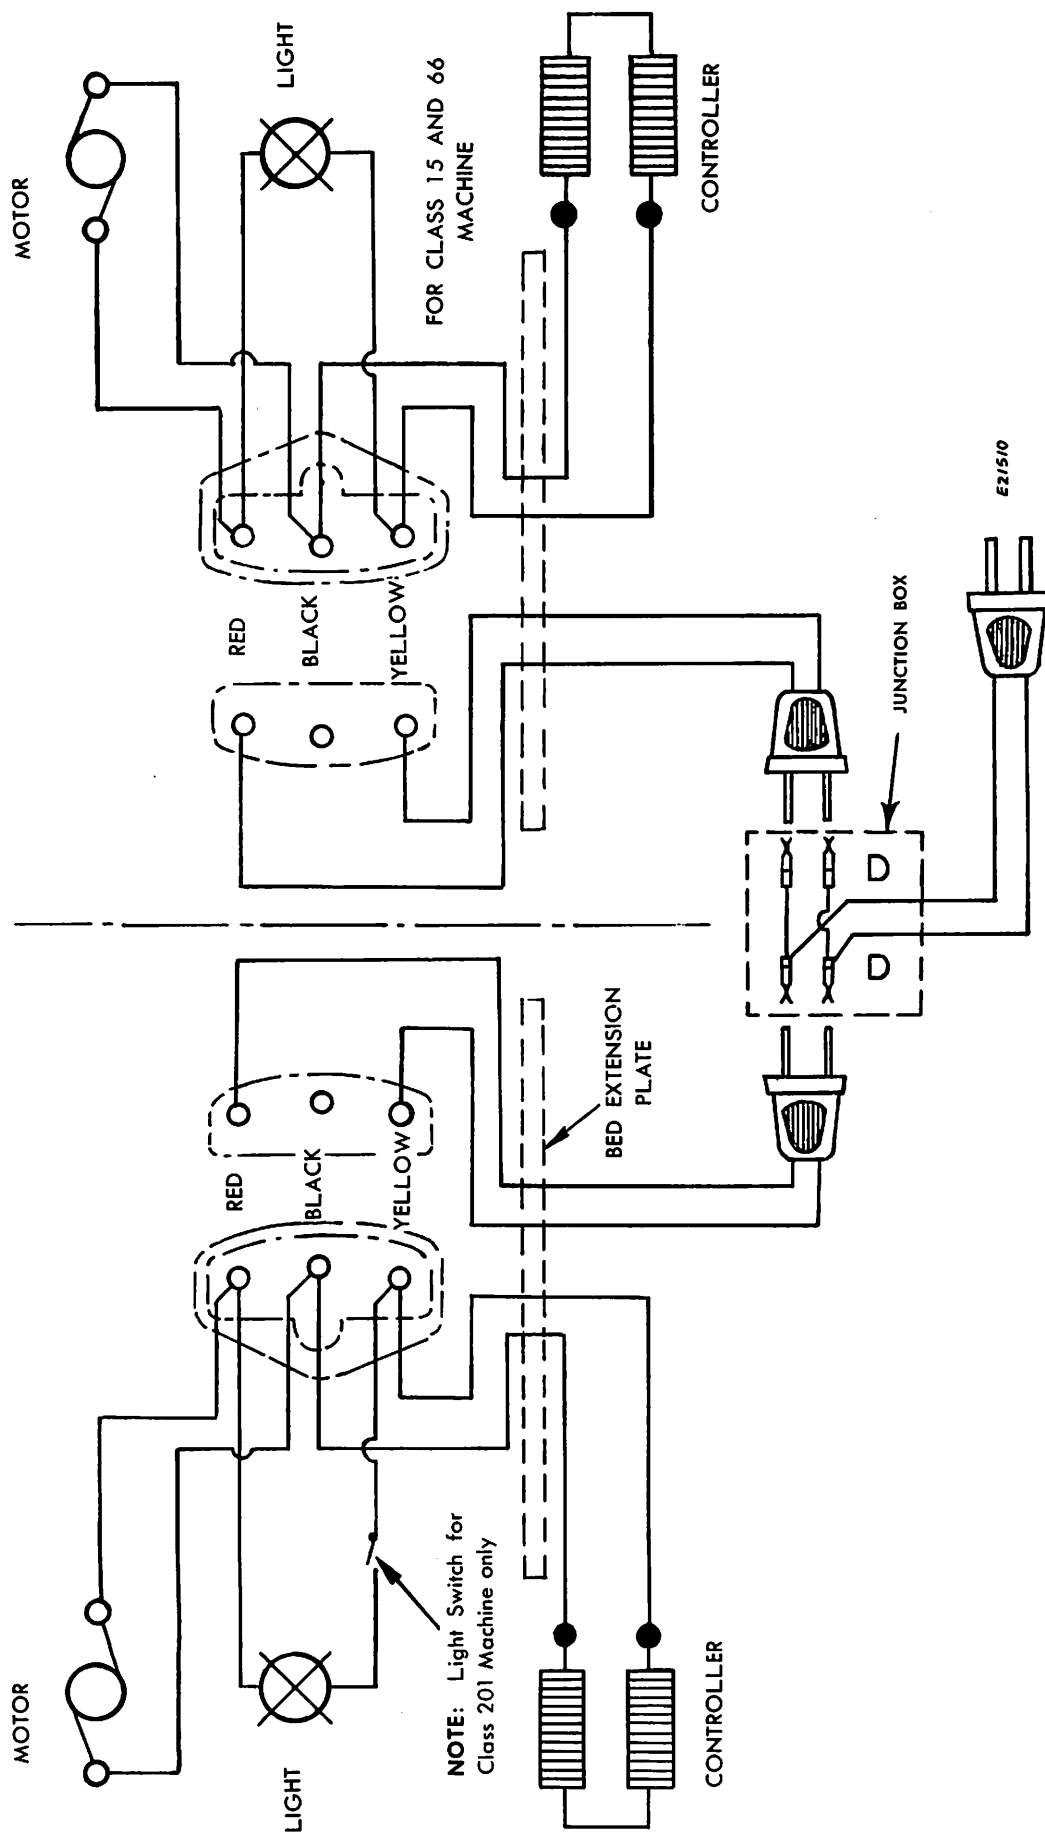 MOTOR
LIGHT
NOTE: Light Switch for
Class 201 Machine only
CONTROLLER
RED
BLACK
YELLOW
BED EXTENSION
PLATE
RED
BLACK
YELLOW
MOTOR
LIGHT
FOR CLASS 15 AND 66
MACHINE
CONTROLLER
D
D
JUNCTION BOX
E21510